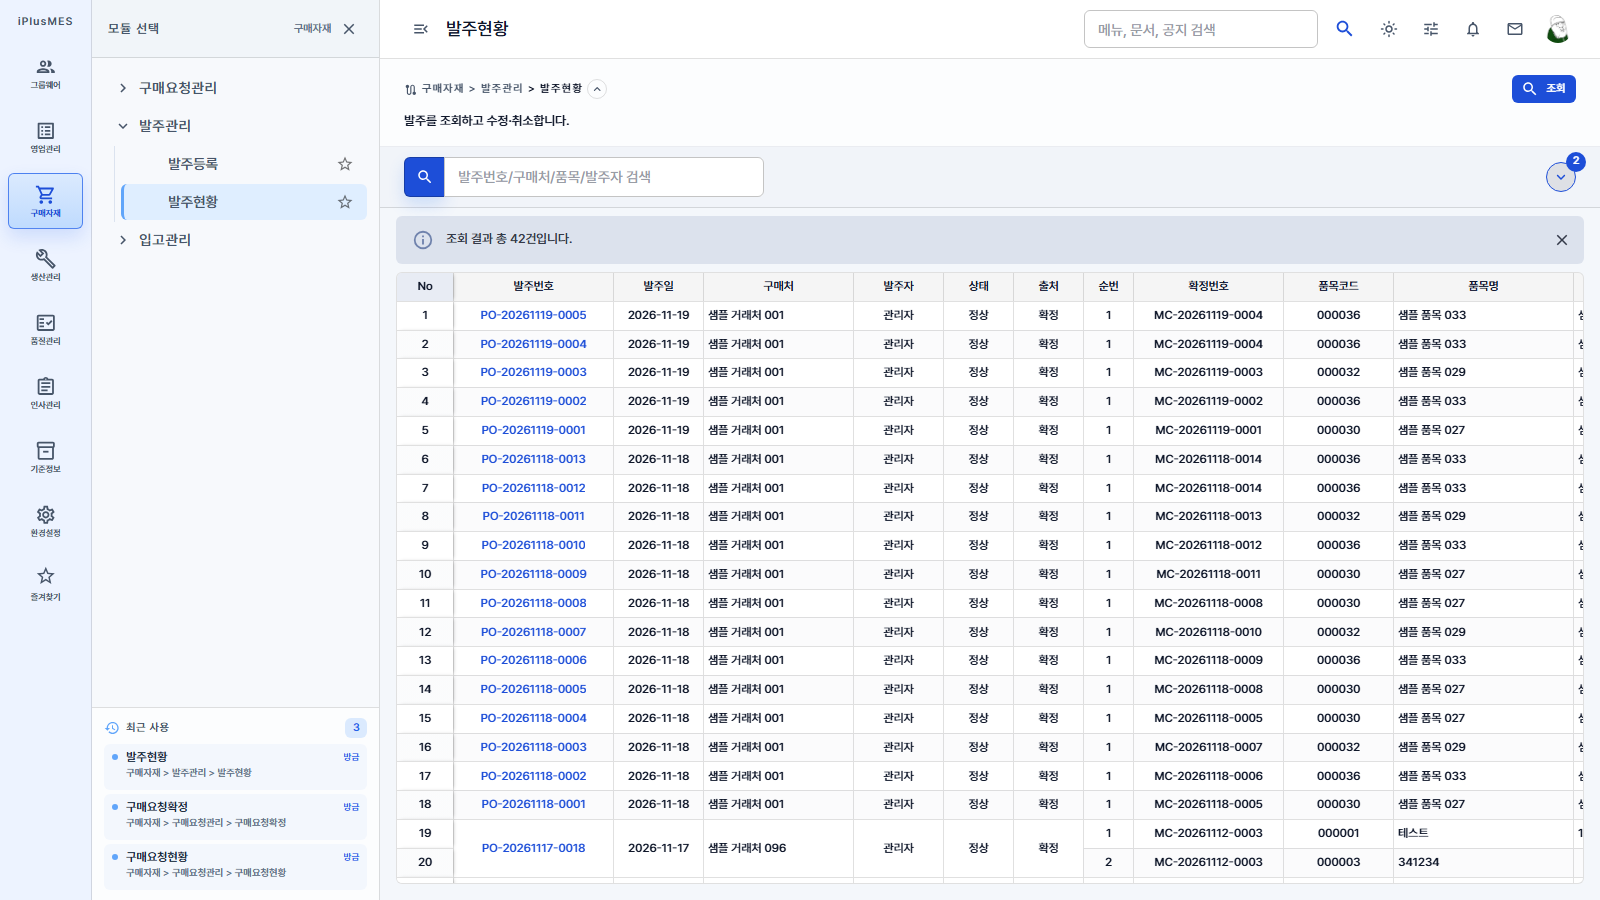 iPlusMES
그룹웨어
영업관리
구매자재
생산관리
품질관리
인사관리
기준정보
환경설정
즐겨찾기
모듈 선택 구매자재
구매요청관리
발주관리
발주등록
발주현황
입고관리
최근 사용 3
발주현황 방금
구매자재 > 발주관리 > 발주현황
구매요청확정 방금
구매자재 > 구매요청관리 > 구매요청확정
구매요청현황 방금
구매자재 > 구매요청관리 > 구매요청현황
발주현황
메뉴, 문서, 공지 검색
구매자재 > 발주관리 > 발주현황
조회
발주를 조회하고 수정·취소합니다.
발주번호/구매처/품목/발주자 검색
2
조회 결과 총 42건입니다.
No 발주번호 발주일 구매처 발주자 상태 출처 순번 확정번호 품목코드 품목명
1 PO-20261119-0005 2026-11-19 샘플 거래처 001 관리자 정상 확정 1 MC-20261119-0004 000036 샘플 품목 033
2 PO-20261119-0004 2026-11-19 샘플 거래처 001 관리자 정상 확정 1 MC-20261119-0004 000036 샘플 품목 033
3 PO-20261119-0003 2026-11-19 샘플 거래처 001 관리자 정상 확정 1 MC-20261119-0003 000032 샘플 품목 029
4 PO-20261119-0002 2026-11-19 샘플 거래처 001 관리자 정상 확정 1 MC-20261119-0002 000036 샘플 품목 033
5 PO-20261119-0001 2026-11-19 샘플 거래처 001 관리자 정상 확정 1 MC-20261119-0001 000030 샘플 품목 027
6 PO-20261118-0013 2026-11-18 샘플 거래처 001 관리자 정상 확정 1 MC-20261118-0014 000036 샘플 품목 033
7 PO-20261118-0012 2026-11-18 샘플 거래처 001 관리자 정상 확정 1 MC-20261118-0014 000036 샘플 품목 033
8 PO-20261118-0011 2026-11-18 샘플 거래처 001 관리자 정상 확정 1 MC-20261118-0013 000032 샘플 품목 029
9 PO-20261118-0010 2026-11-18 샘플 거래처 001 관리자 정상 확정 1 MC-20261118-0012 000036 샘플 품목 033
10 PO-20261118-0009 2026-11-18 샘플 거래처 001 관리자 정상 확정 1 MC-20261118-0011 000030 샘플 품목 027
11 PO-20261118-0008 2026-11-18 샘플 거래처 001 관리자 정상 확정 1 MC-20261118-0008 000030 샘플 품목 027
12 PO-20261118-0007 2026-11-18 샘플 거래처 001 관리자 정상 확정 1 MC-20261118-0010 000032 샘플 품목 029
13 PO-20261118-0006 2026-11-18 샘플 거래처 001 관리자 정상 확정 1 MC-20261118-0009 000036 샘플 품목 033
14 PO-20261118-0005 2026-11-18 샘플 거래처 001 관리자 정상 확정 1 MC-20261118-0008 000030 샘플 품목 027
15 PO-20261118-0004 2026-11-18 샘플 거래처 001 관리자 정상 확정 1 MC-20261118-0005 000030 샘플 품목 027
16 PO-20261118-0003 2026-11-18 샘플 거래처 001 관리자 정상 확정 1 MC-20261118-0007 000032 샘플 품목 029
17 PO-20261118-0002 2026-11-18 샘플 거래처 001 관리자 정상 확정 1 MC-20261118-0006 000036 샘플 품목 033
18 PO-20261118-0001 2026-11-18 샘플 거래처 001 관리자 정상 확정 1 MC-20261118-0005 000030 샘플 품목 027
19 PO-20261117-0018 2026-11-17 샘플 거래처 096 관리자 정상 확정 1 MC-20261112-0003 000001 테스트
20 2 MC-20261112-0003 000003 341234